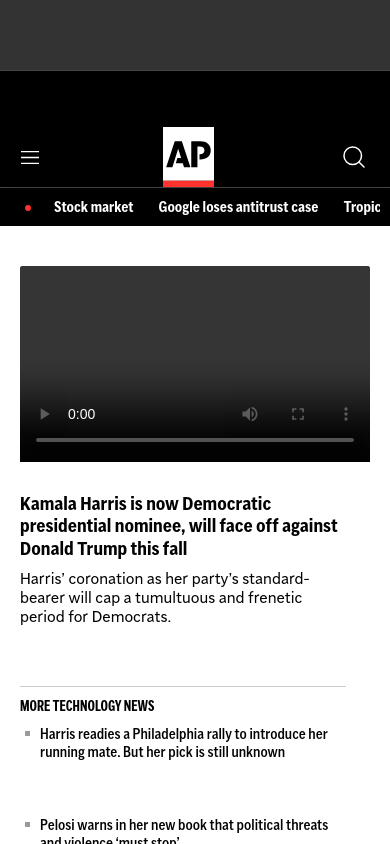 AP
Stock market Google loses antitrust case Tropic
0:00
Kamala Harris is now Democratic
presidential nominee, will face off against
Donald Trump this fall
Harris’ coronation as her party’s standard-
bearer will cap a tumultuous and frenetic
period for Democrats.
MORE TECHNOLOGY NEWS
Harris readies a Philadelphia rally to introduce her
running mate. But her pick is still unknown
Pelosi warns in her new book that political threats
and violence ‘must stop’